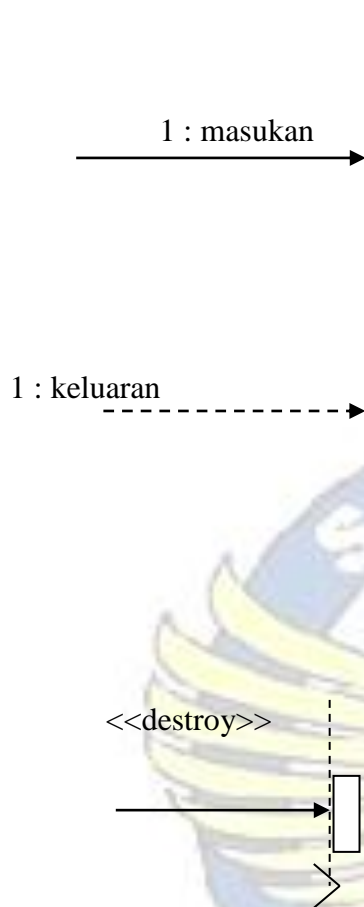 1 : masukan
1 : keluaran
<<destroy>>